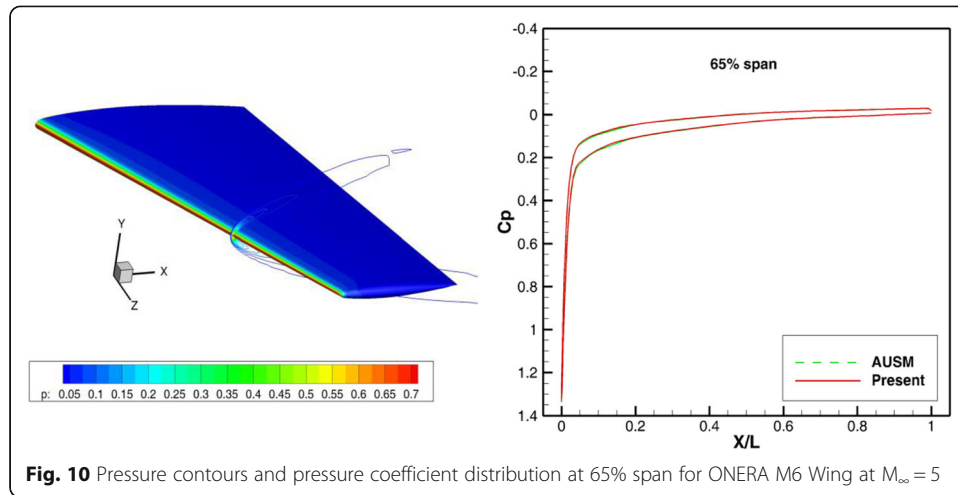 Y
X
Z
p: 0.05 0.1 0.15 0.2 0.25 0.3 0.35 0.4 0.45 0.5 0.55 0.6 0.65 0.7
-0.4
-0.2
0
0.2
0.4
0.6
0.8
1
1.2
1.4
Cp
65% span
AUSM
Present
0 0.2 0.4 0.6 0.8 1
X/L
Fig. 10 Pressure contours and pressure coefficient distribution at 65% span for ONERA M6 Wing at M∞ = 5